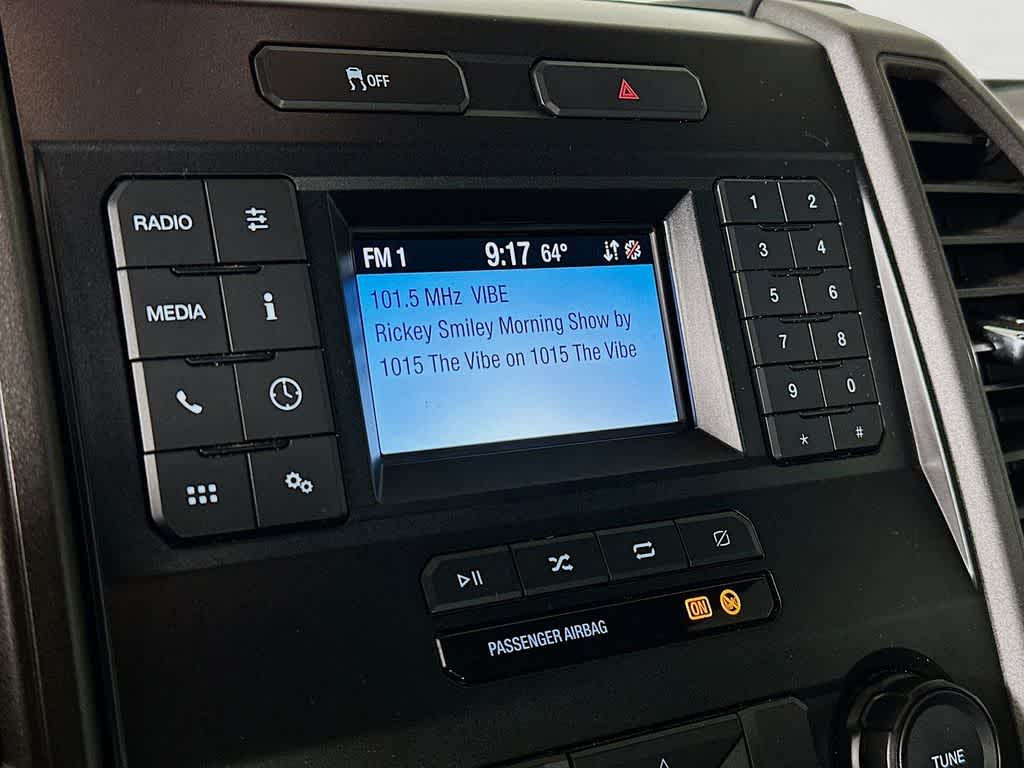 OFF
RADIO
MEDIA
FM 1 9:17 64°
101.5 MHz VIBE
Rickey Smiley Morning Show by
1015 The Vibe on 1015 The Vibe
1 2
3 4
5 6
7 8
9 0
* #
PASSENGER AIRBAG ON
TUNE